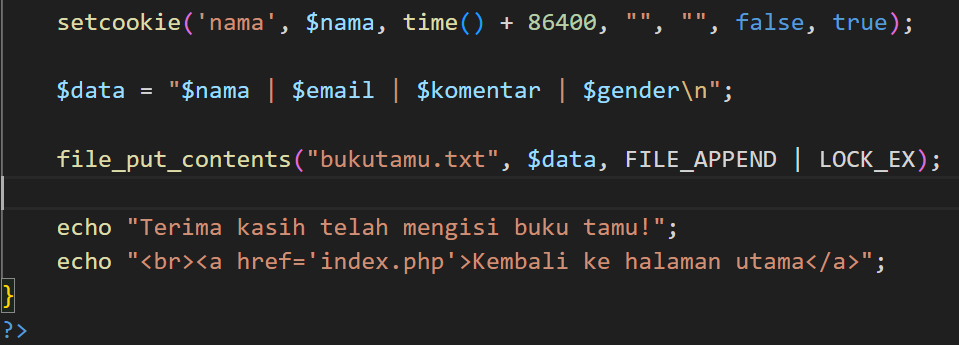 setcookie('nama', $nama, time() + 86400, "", "", false, true);
$data = "$nama | $email | $komentar | $gender\n";
file_put_contents("bukutamu.txt", $data, FILE_APPEND | LOCK_EX);
echo "Terima kasih telah mengisi buku tamu!";
echo "<br><a href='index.php'>Kembali ke halaman utama</a>";
}
?>